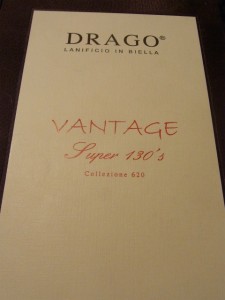 DRAGO®
LANIFICIO IN BIELLA
VANTAGE
Super 130's
Collezione 620